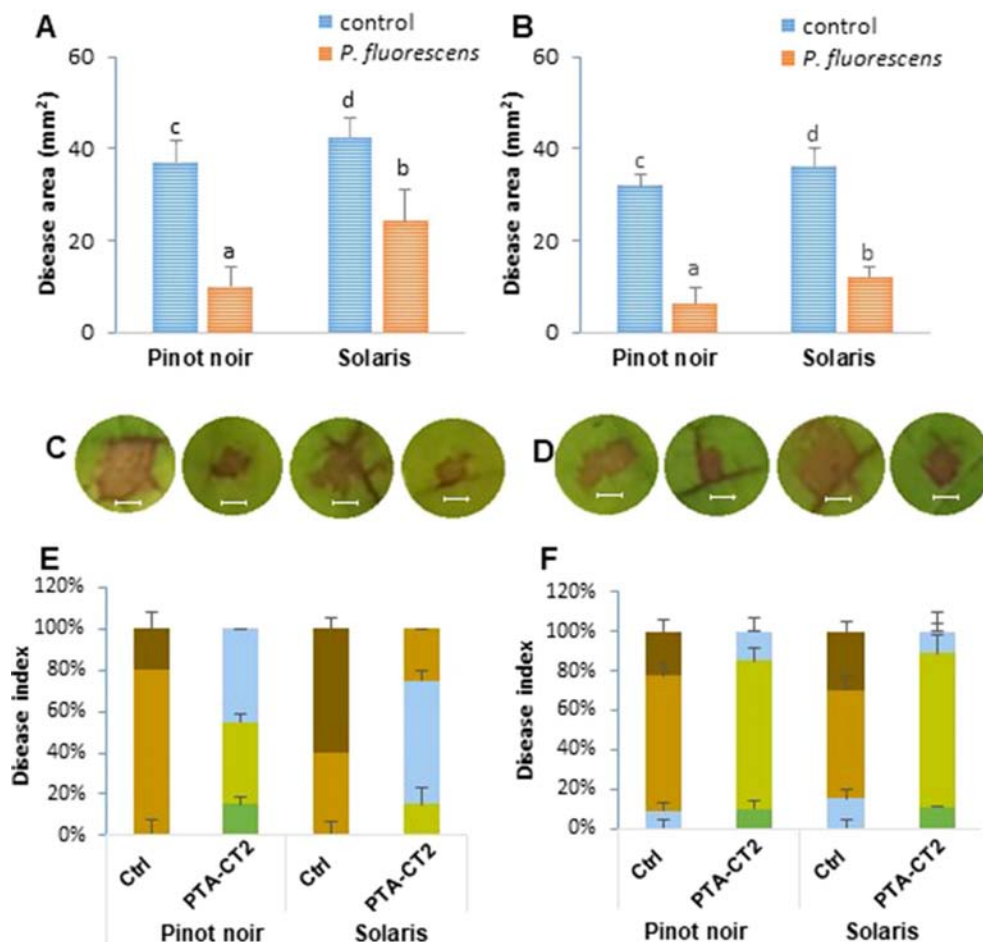 A
control
P. fluorescens
Disease area (mm²)
60
40
20
0
c
a
d
b
Pinot noir
Solaris
B
control
P. fluorescens
Disease area (mm²)
60
40
20
0
c
a
d
b
Pinot noir
Solaris
C
D
E
Disease index
120%
100%
80%
60%
40%
20%
0%
Ctrl
PTA-CT2
Ctrl
PTA-CT2
Pinot noir
Solaris
F
Disease index
120%
100%
80%
60%
40%
20%
0%
Ctrl
PTA-CT2
Ctrl
PTA-CT2
Pinot noir
Solaris